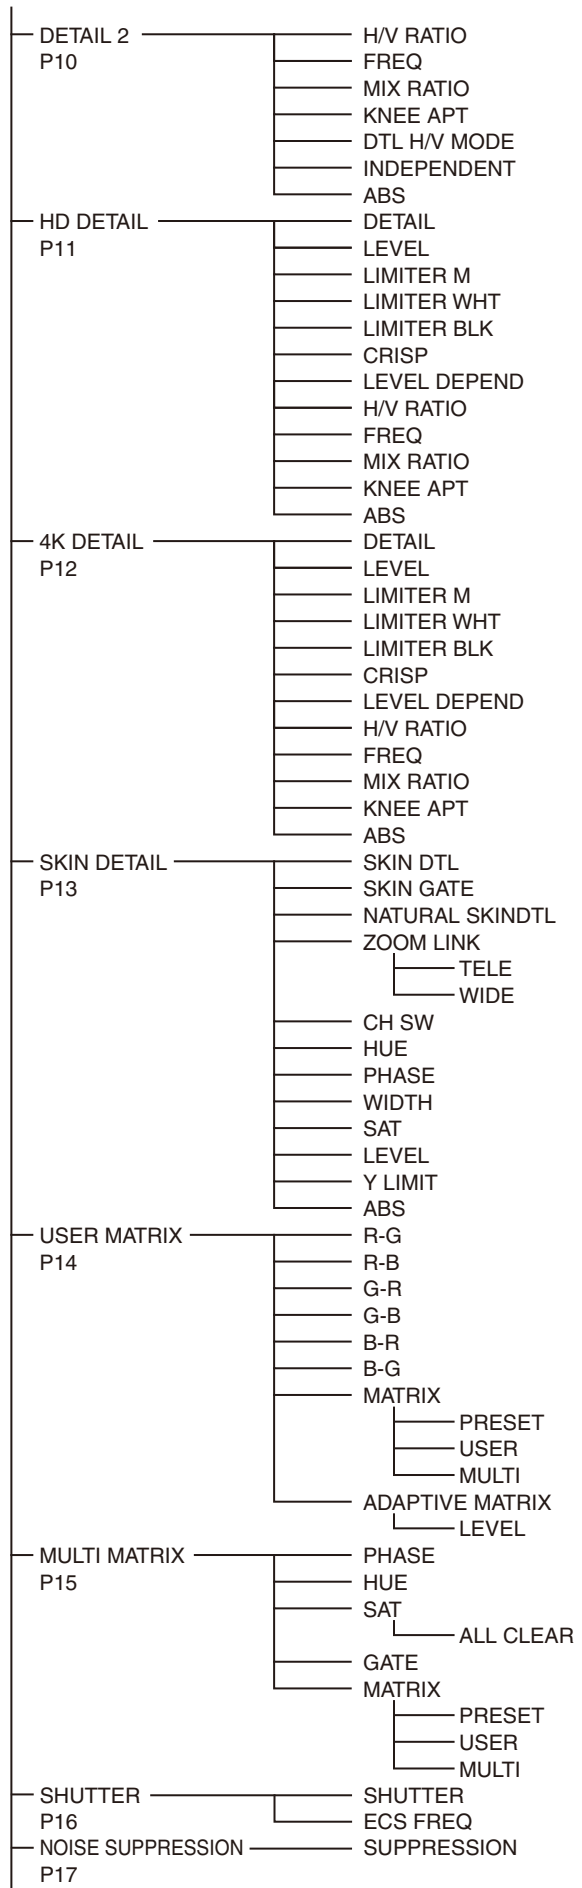 DETAIL 2 H/V RATIO
P10 FREQ
MIX RATIO
KNEE APT
DTL H/V MODE
INDEPENDENT
ABS
HD DETAIL DETAIL
P11 LEVEL
LIMITER M
LIMITER WHT
LIMITER BLK
CRISP
LEVEL DEPEND
H/V RATIO
FREQ
MIX RATIO
KNEE APT
ABS
4K DETAIL DETAIL
P12 LEVEL
LIMITER M
LIMITER WHT
LIMITER BLK
CRISP
LEVEL DEPEND
H/V RATIO
FREQ
MIX RATIO
KNEE APT
ABS
SKIN DETAIL SKIN DTL
P13 SKIN GATE
NATURAL SKINDTL
ZOOM LINK
TELE
WIDE
CH SW
HUE
PHASE
WIDTH
SAT
LEVEL
Y LIMIT
ABS
USER MATRIX R-G
P14 R-B
G-R
G-B
B-R
B-G
MATRIX
PRESET
USER
MULTI
ADAPTIVE MATRIX
LEVEL
MULTI MATRIX PHASE
P15 HUE
SAT
ALL CLEAR
GATE
MATRIX
PRESET
USER
MULTI
SHUTTER SHUTTER
P16 ECS FREQ
NOISE SUPPRESSION SUPPRESSION
P17